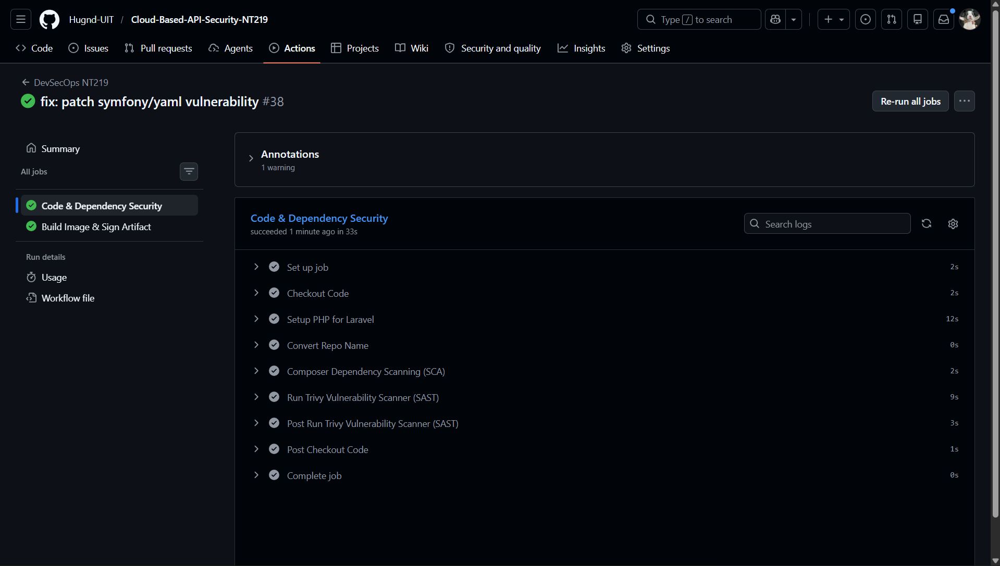 Hugnd-UIT / Cloud-Based-API-Security-NT219
Type / to search
Code
Issues
Pull requests
Agents
Actions
Projects
Wiki
Security and quality
Insights
Settings
DevSecOps NT219
fix: patch symfony/yaml vulnerability #38
Re-run all jobs
Summary
All jobs
Code & Dependency Security
Build Image & Sign Artifact
Run details
Usage
Workflow file
Annotations
1 warning
Code & Dependency Security
succeeded 1 minute ago in 33s
Search logs
Set up job 2s
Checkout Code 2s
Setup PHP for Laravel 12s
Convert Repo Name 0s
Composer Dependency Scanning (SCA) 2s
Run Trivy Vulnerability Scanner (SAST) 9s
Post Run Trivy Vulnerability Scanner (SAST) 3s
Post Checkout Code 1s
Complete job 0s